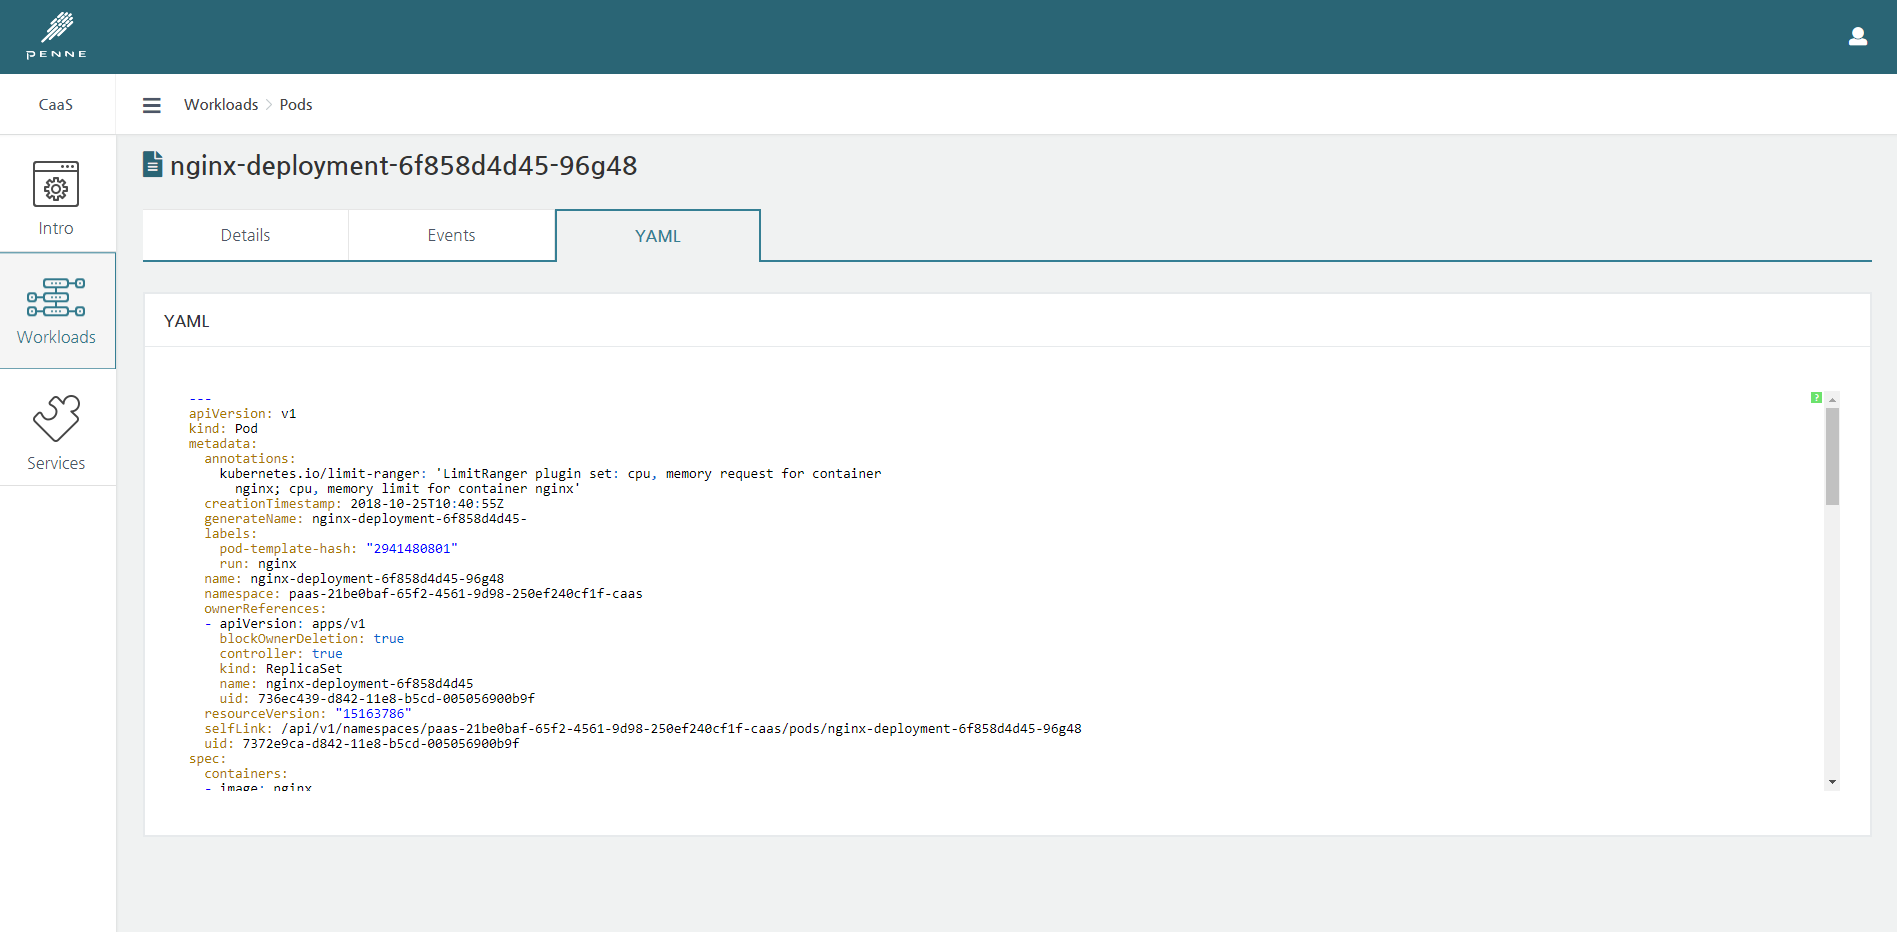 PENNE
CaaS
Workloads > Pods
Intro
Workloads
Services
nginx-deployment-6f858d4d45-96g48
Details
Events
YAML
YAML
---
apiVersion: v1
kind: Pod
metadata:
  annotations:
    kubernetes.io/limit-ranger: 'LimitRanger plugin set: cpu, memory request for container
      nginx; cpu, memory limit for container nginx'
  creationTimestamp: 2018-10-25T10:40:55Z
  generateName: nginx-deployment-6f858d4d45-
  labels:
    pod-template-hash: "2941480801"
    run: nginx
  name: nginx-deployment-6f858d4d45-96g48
  namespace: paas-21be0baf-65f2-4561-9d98-250ef240cf1f-caas
  ownerReferences:
  - apiVersion: apps/v1
    blockOwnerDeletion: true
    controller: true
    kind: ReplicaSet
    name: nginx-deployment-6f858d4d45
    uid: 736ec439-d842-11e8-b5cd-005056900b9f
  resourceVersion: "15163786"
  selfLink: /api/v1/namespaces/paas-21be0baf-65f2-4561-9d98-250ef240cf1f-caas/pods/nginx-deployment-6f858d4d45-96g48
  uid: 7372e9ca-d842-11e8-b5cd-005056900b9f
spec:
  containers:
  - image: nginx
?